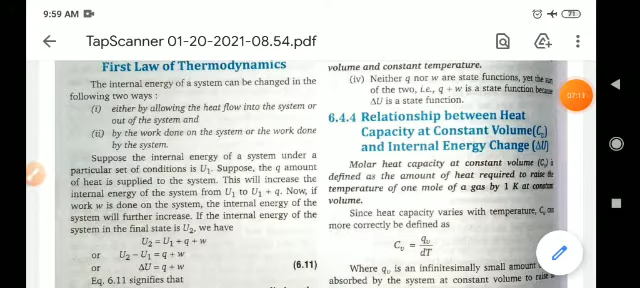 9:59 AM
71
TapScanner 01-20-2021-08.54.pdf
07:17
First Law of Thermodynamics
The internal energy of a system can be changed in the
following two ways :
(i) either by allowing the heat flow into the system or
out of the system and
(ii) by the work done on the system or the work done
by the system.
Suppose the internal energy of a system under a
particular set of conditions is U₁. Suppose, the q amount
of heat is supplied to the system. This will increase the
internal energy of the system from U₁ to U₁ + q. Now, if
work w is done on the system, the internal energy of the
system will further increase. If the internal energy of the
system in the final state is U₂, we have
U₂ = U₁ + q + w
or U₂ – U₁ = q + w
or ΔU = q + w (6.11)
Eq. 6.11 signifies that
volume and constant temperature.
(iv) Neither q nor w are state functions, yet the sum
of the two, i.e., q + w is a state function because
ΔU is a state function.
6.4.4 Relationship between Heat
Capacity at Constant Volume(Cᵥ)
and Internal Energy Change (ΔU)
Molar heat capacity at constant volume (Cᵥ) is
defined as the amount of heat required to raise the
temperature of one mole of a gas by 1 K at constant
volume.
Since heat capacity varies with temperature, Cᵥ can
more correctly be defined as
Cᵥ = qᵥ / dT
Where qᵥ is an infinitesimally small amount
absorbed by the system at constant volume to raise